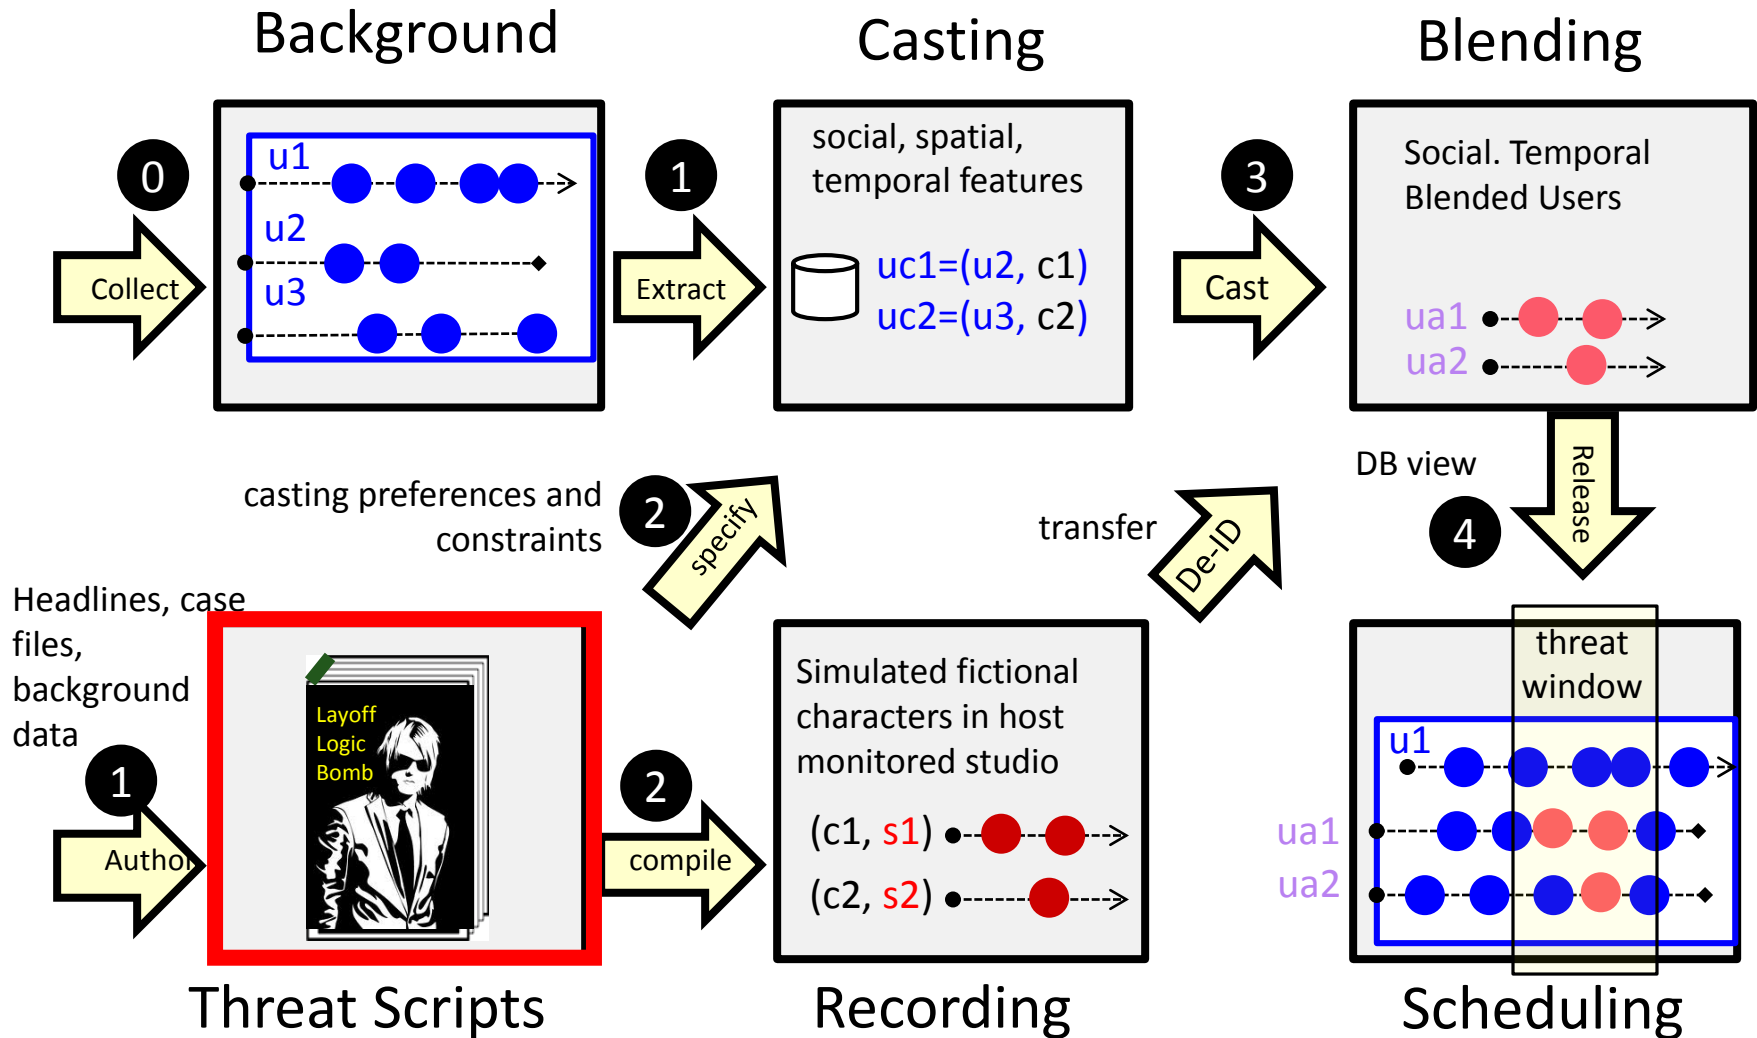 Background
Casting
Blending
0
Collect
u1
u2
u3
1
Extract
social, spatial,
temporal features
uc1=(u2, c1)
uc2=(u3, c2)
3
Cast
Social. Temporal
Blended Users
ua1
ua2
casting preferences and
constraints
2
specify
transfer
De-ID
DB view
4
Release
Headlines, case
files,
background
data
1
Author
Layoff
Logic
Bomb
2
compile
Simulated fictional
characters in host
monitored studio
(c1, s1)
(c2, s2)
threat
window
u1
ua1
ua2
Threat Scripts
Recording
Scheduling